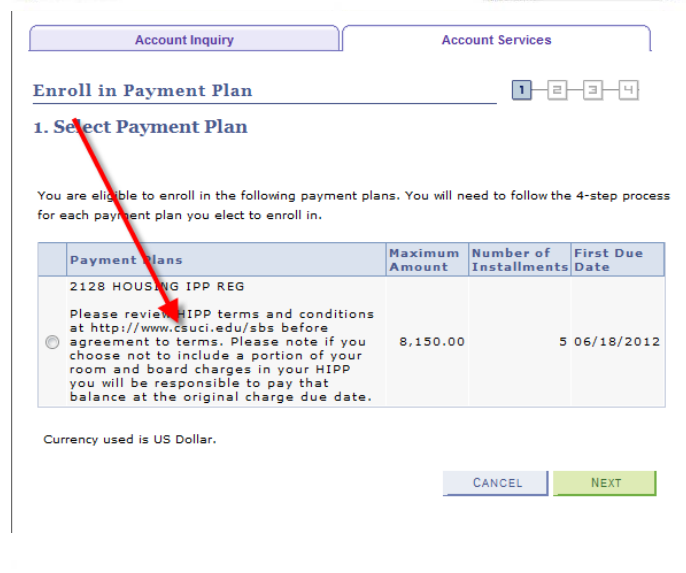 Account Inquiry Account Services
Enroll in Payment Plan 1 2 3 4
1. Select Payment Plan
You are eligible to enroll in the following payment plans. You will need to follow the 4-step process
for each payment plan you elect to enroll in.
Payment Plans Maximum Amount Number of Installments First Due Date
2128 HOUSING IPP REG
Please review HIPP terms and conditions
at http://www.csuci.edu/sbs before
agreement to terms. Please note if you
choose not to include a portion of your 8,150.00 5 06/18/2012
room and board charges in your HIPP
you will be responsible to pay that
balance at the original charge due date.
Currency used is US Dollar.
CANCEL NEXT